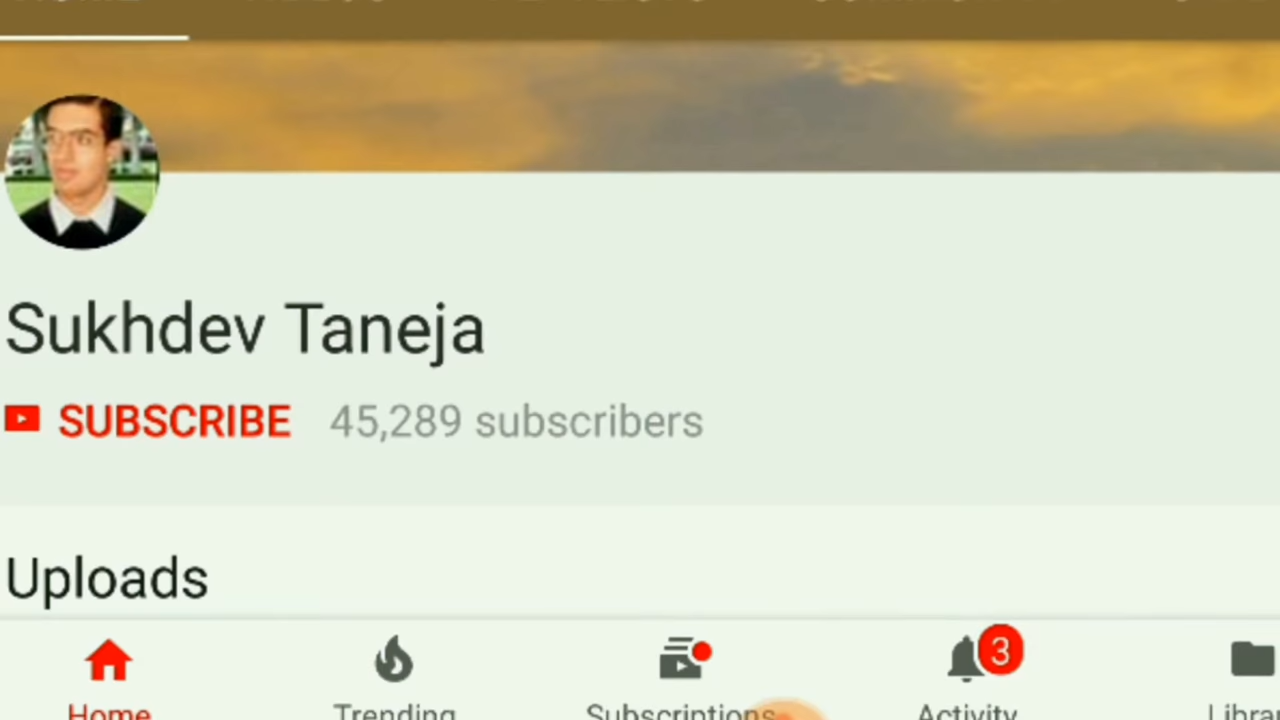 Sukhdev Taneja
SUBSCRIBE 45,289 subscribers
Uploads
3
Home Trending Subscriptions Activity